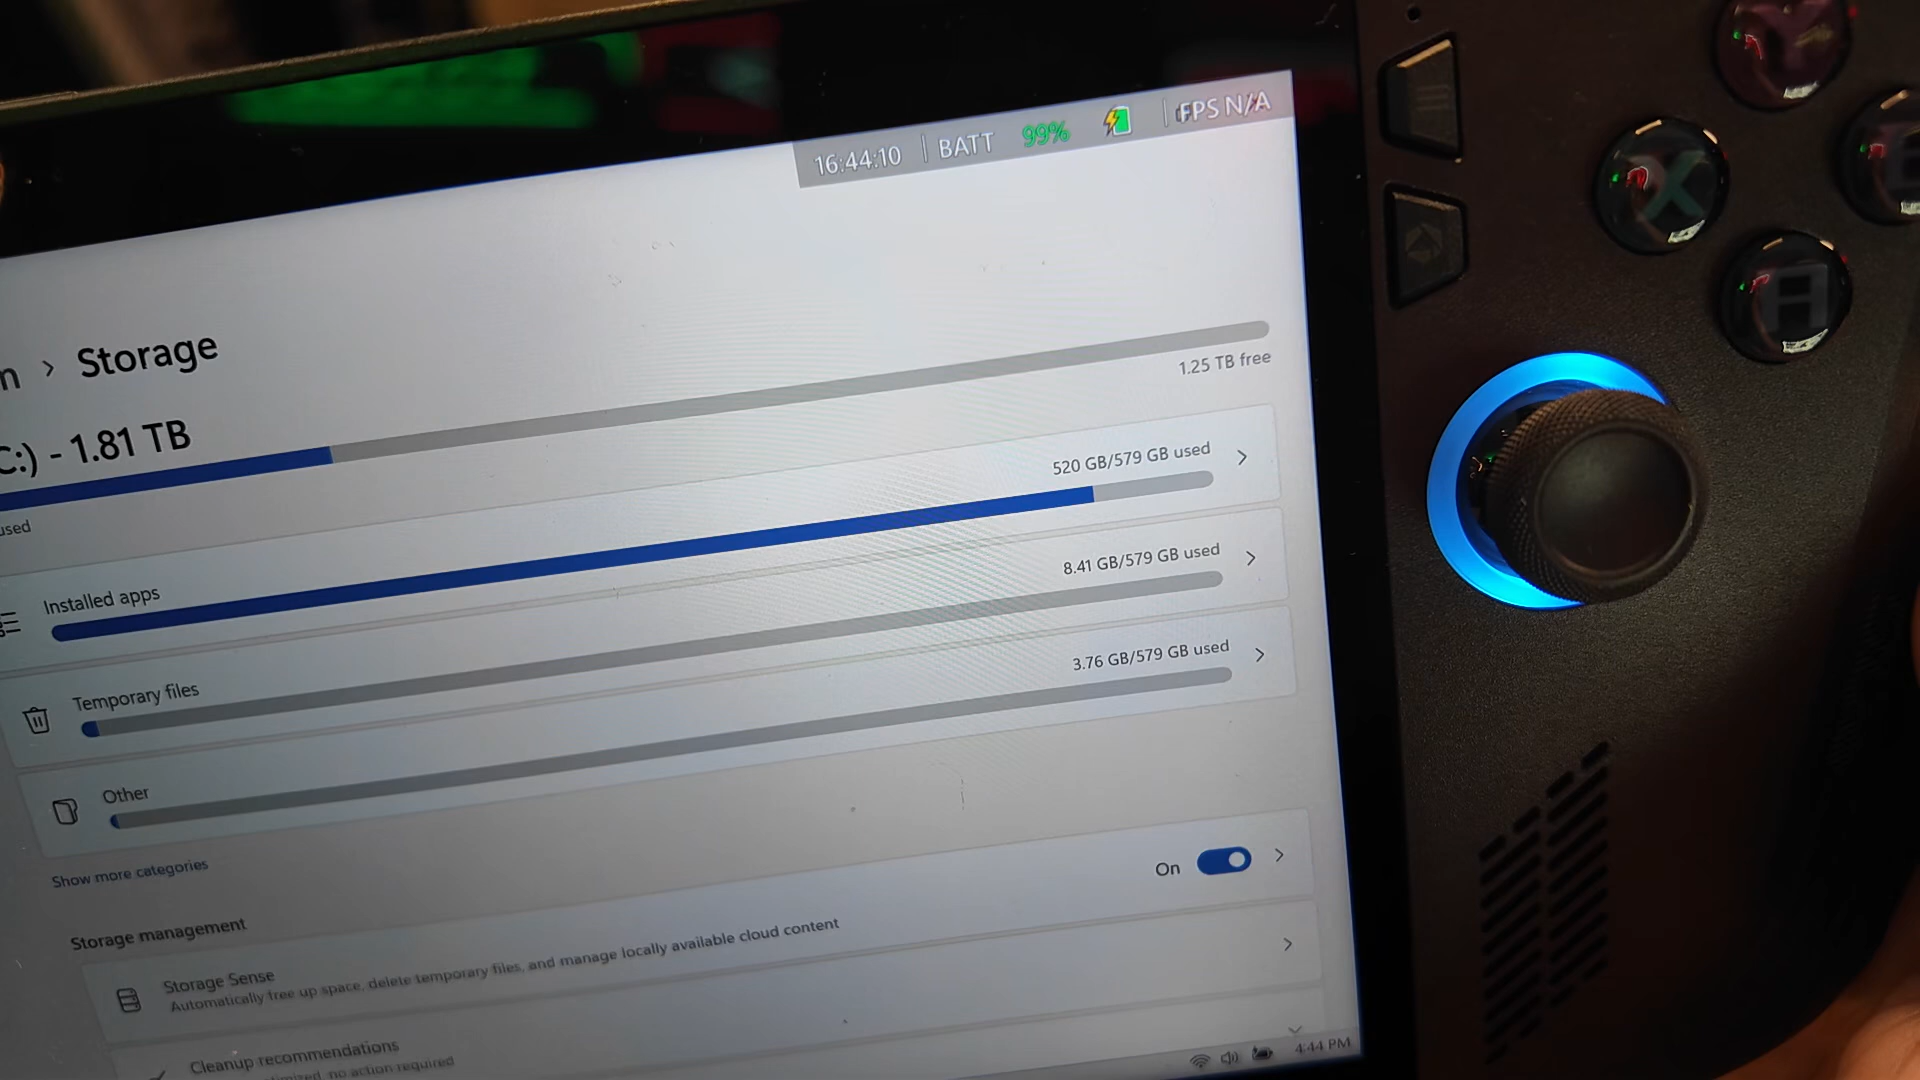 16:44:10 | BATT 99% | FPS N/A
Storage
C:) - 1.81 TB
1.25 TB free
used
520 GB/579 GB used
Installed apps
8.41 GB/579 GB used
Temporary files
3.76 GB/579 GB used
Other
Show more categories
On
Storage management
Storage Sense
Automatically free up space, delete temporary files, and manage locally available cloud content
Cleanup recommendations
no action required
4:44 PM
Y
X
B
A